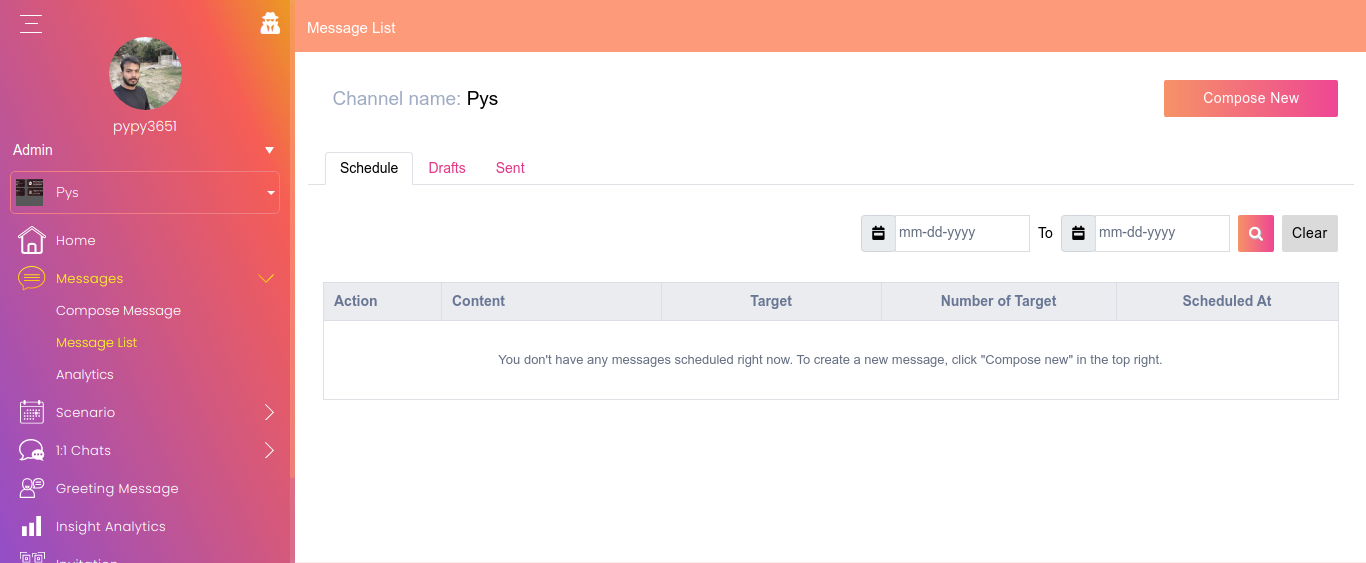 Message List
pypy3651
Admin
Pys
Home
Messages
Compose Message
Message List
Analytics
Scenario
1:1 Chats
Greeting Message
Insight Analytics
Invitation
Channel name: Pys
Compose New
Schedule Drafts Sent
mm-dd-yyyy To mm-dd-yyyy Clear
Action Content Target Number of Target Scheduled At
You don't have any messages scheduled right now. To create a new message, click "Compose new" in the top right.